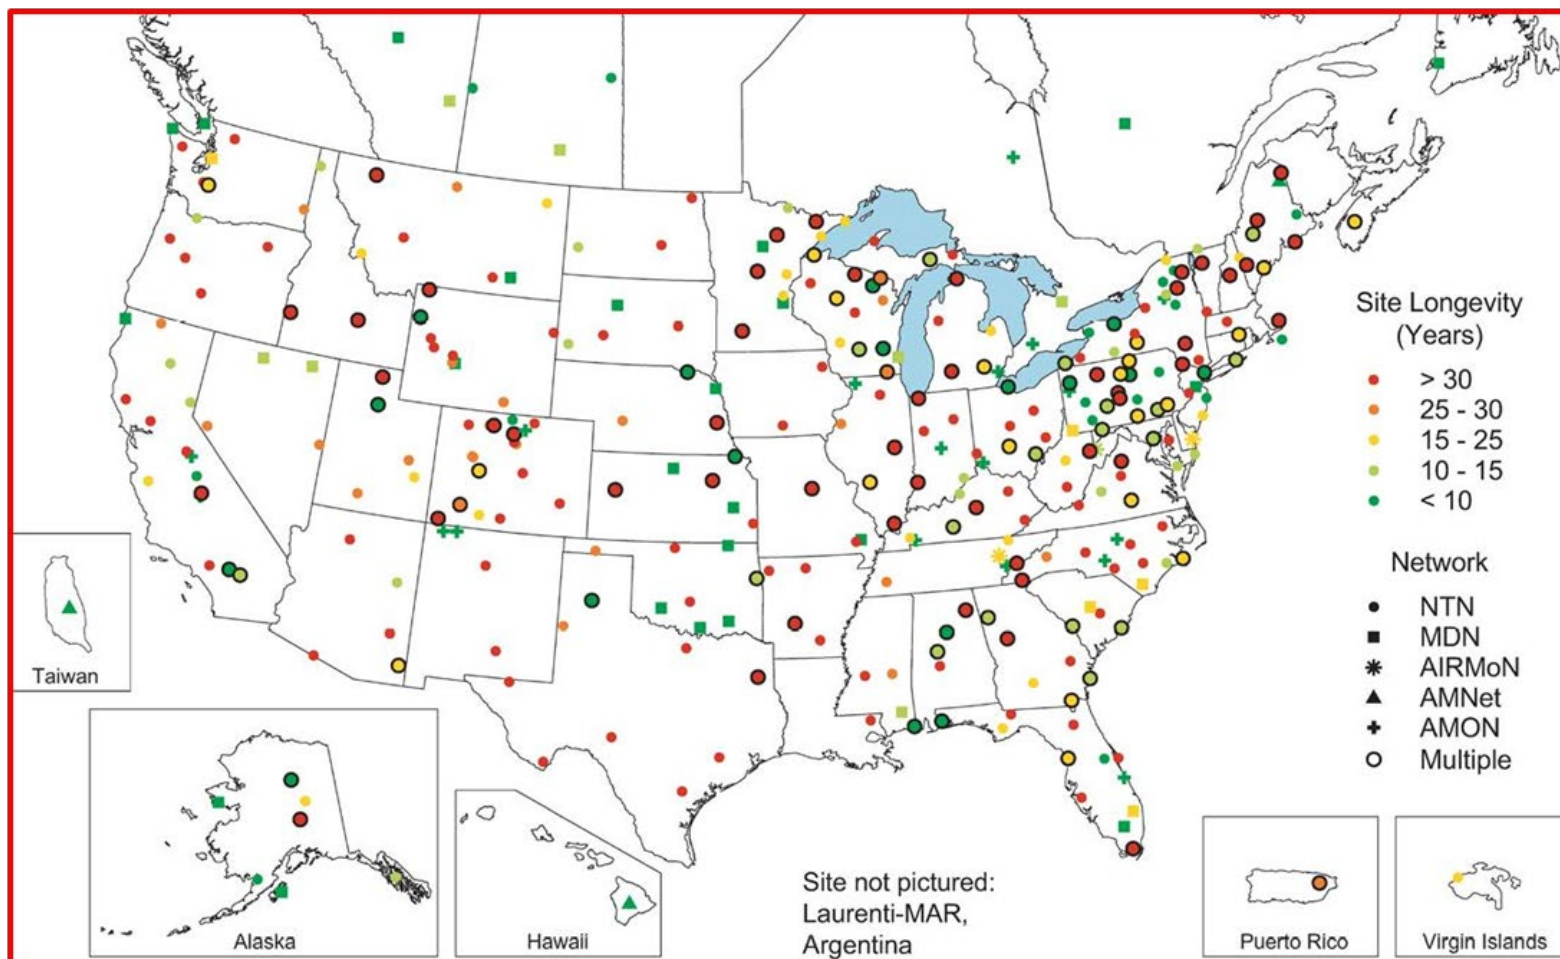 Site Longevity
(Years)
> 30
25 - 30
15 - 25
10 - 15
< 10
Network
NTN
MDN
AIRMoN
AMNet
AMON
Multiple
Taiwan
Alaska
Hawaii
Site not pictured:
Laurenti-MAR,
Argentina
Puerto Rico
Virgin Islands